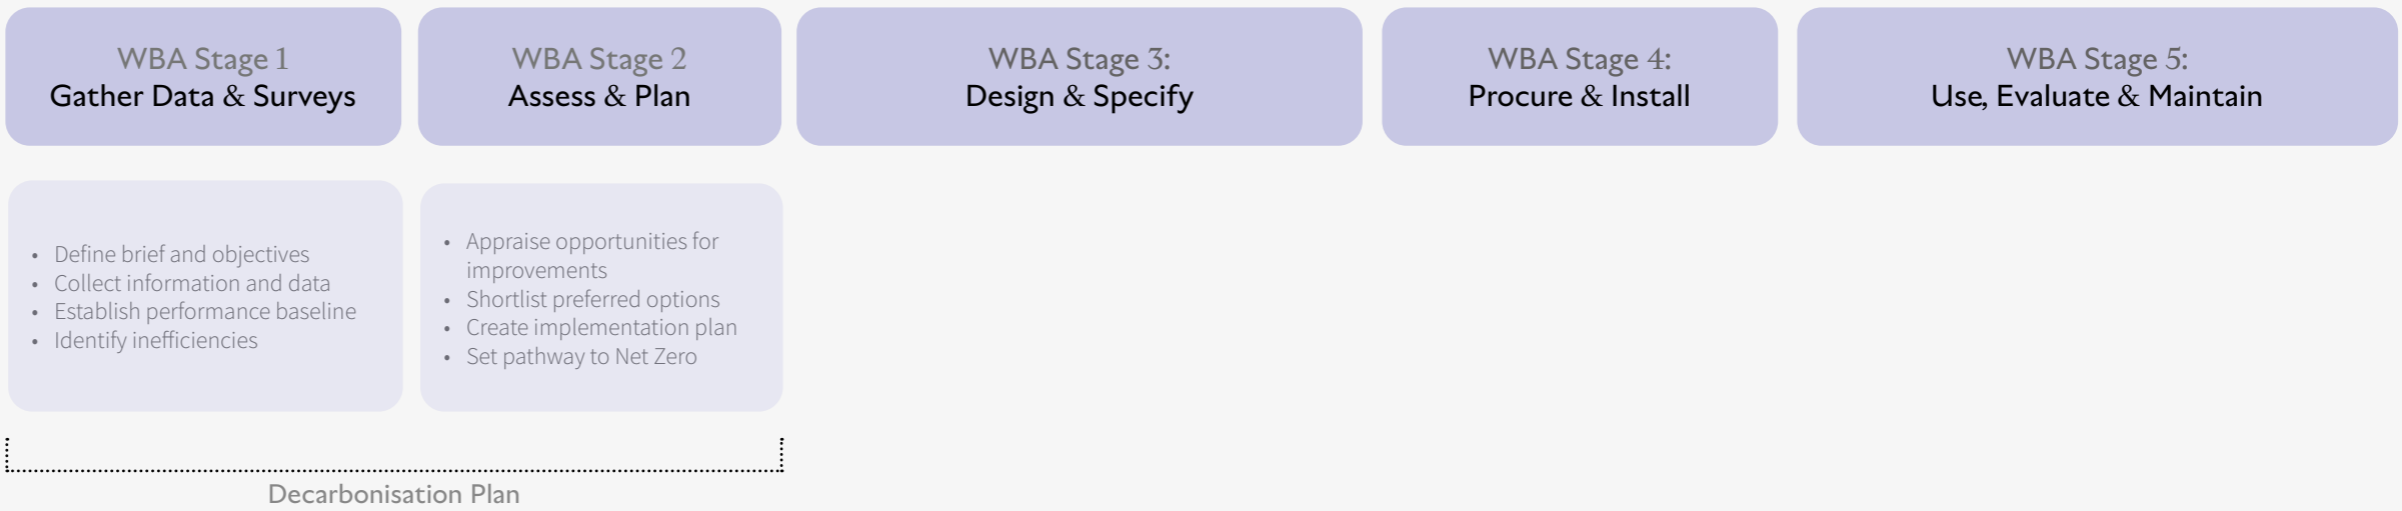 WBA Stage 1
Gather Data & Surveys
WBA Stage 2
Assess & Plan
WBA Stage 3:
Design & Specify
WBA Stage 4:
Procure & Install
WBA Stage 5:
Use, Evaluate & Maintain
• Define brief and objectives
• Collect information and data
• Establish performance baseline
• Identify inefficiencies
• Appraise opportunities for
improvements
• Shortlist preferred options
• Create implementation plan
• Set pathway to Net Zero
Decarbonisation Plan